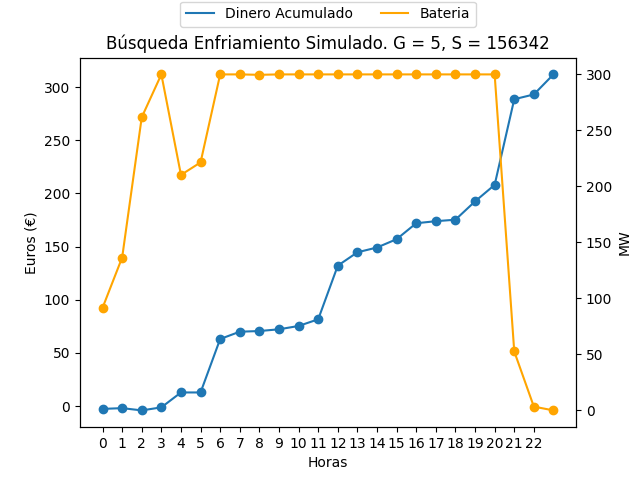 Dinero Acumulado Bateria
Búsqueda Enfriamiento Simulado. G = 5, S = 156342
300
250
200
150
100
50
0
Euros (€)
300
250
200
150
100
50
0
MW
0 1 2 3 4 5 6 7 8 9 10 11 12 13 14 15 16 17 18 19 20 21 22
Horas